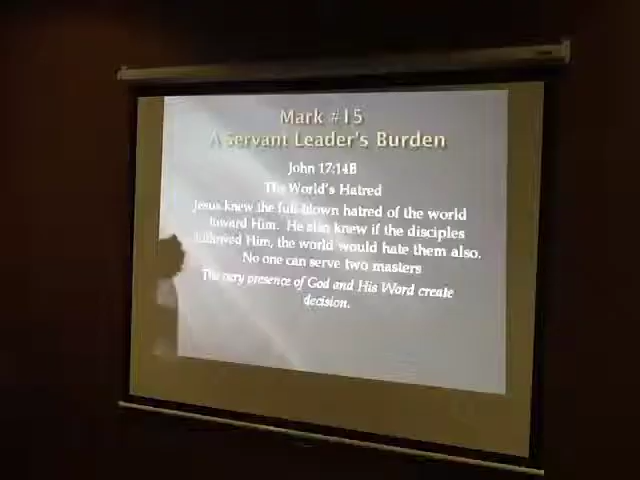 Mark #15
A Servant Leader's Burden
John 17:14B
The World's Hatred
Jesus knew the full-blown hatred of the world
toward Him. He also knew if the disciples
followed Him, the world would hate them also.
No one can serve two masters
The very presence of God and His Word create
decision.